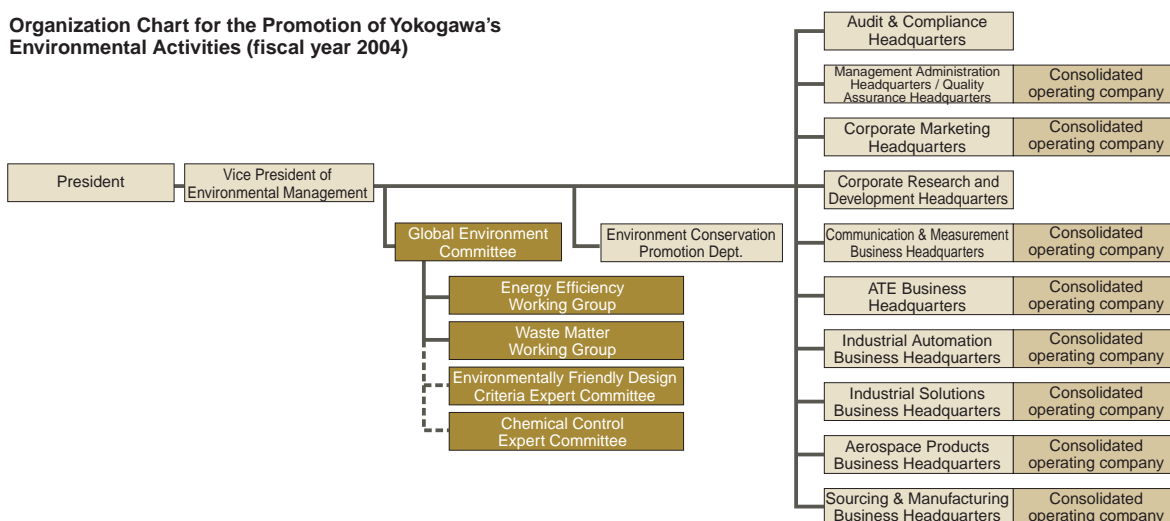 Organization Chart for the Promotion of Yokogawa's
Environmental Activities (fiscal year 2004)
President
Vice President of
Environmental Management
Global Environment
Committee
Energy Efficiency
Working Group
Waste Matter
Working Group
Environmentally Friendly Design
Criteria Expert Committee
Chemical Control
Expert Committee
Environment Conservation
Promotion Dept.
Audit & Compliance
Headquarters
Management Administration
Headquarters / Quality
Assurance Headquarters
Consolidated
operating company
Corporate Marketing
Headquarters
Consolidated
operating company
Corporate Research and
Development Headquarters
Communication & Measurement
Business Headquarters
Consolidated
operating company
ATE Business
Headquarters
Consolidated
operating company
Industrial Automation
Business Headquarters
Consolidated
operating company
Industrial Solutions
Business Headquarters
Consolidated
operating company
Aerospace Products
Business Headquarters
Consolidated
operating company
Sourcing & Manufacturing
Business Headquarters
Consolidated
operating company